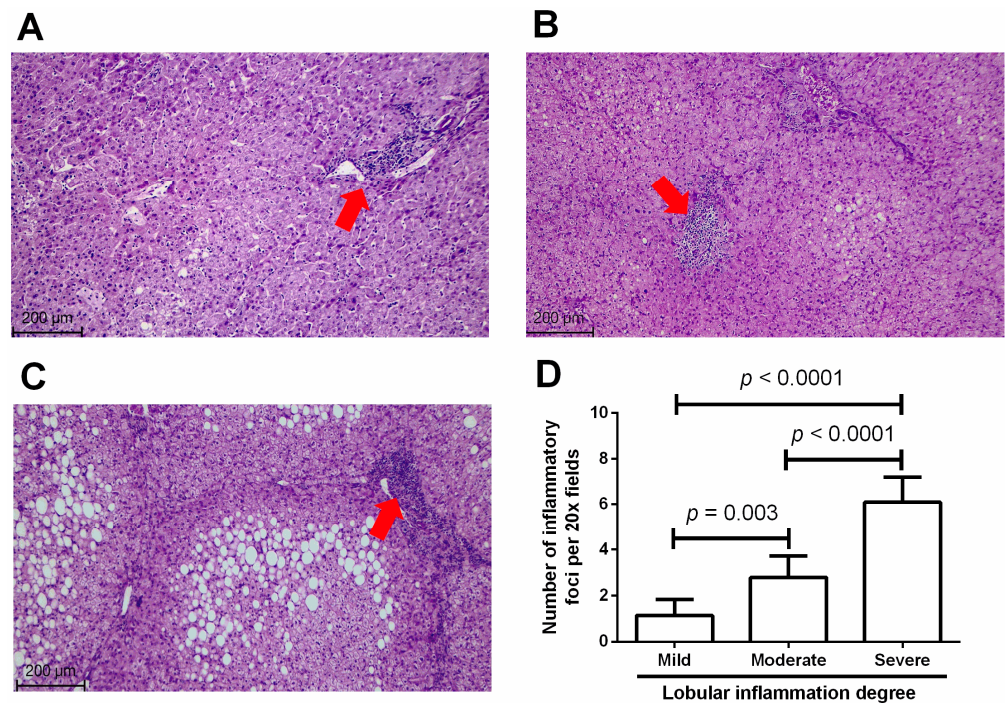 A
B
200 µm
200 µm
C
D
p < 0.0001
p < 0.0001
p = 0.003
Number of inflammatory
foci per 20x fields
10
8
6
4
2
0
Mild Moderate Severe
Lobular inflammation degree
200 µm